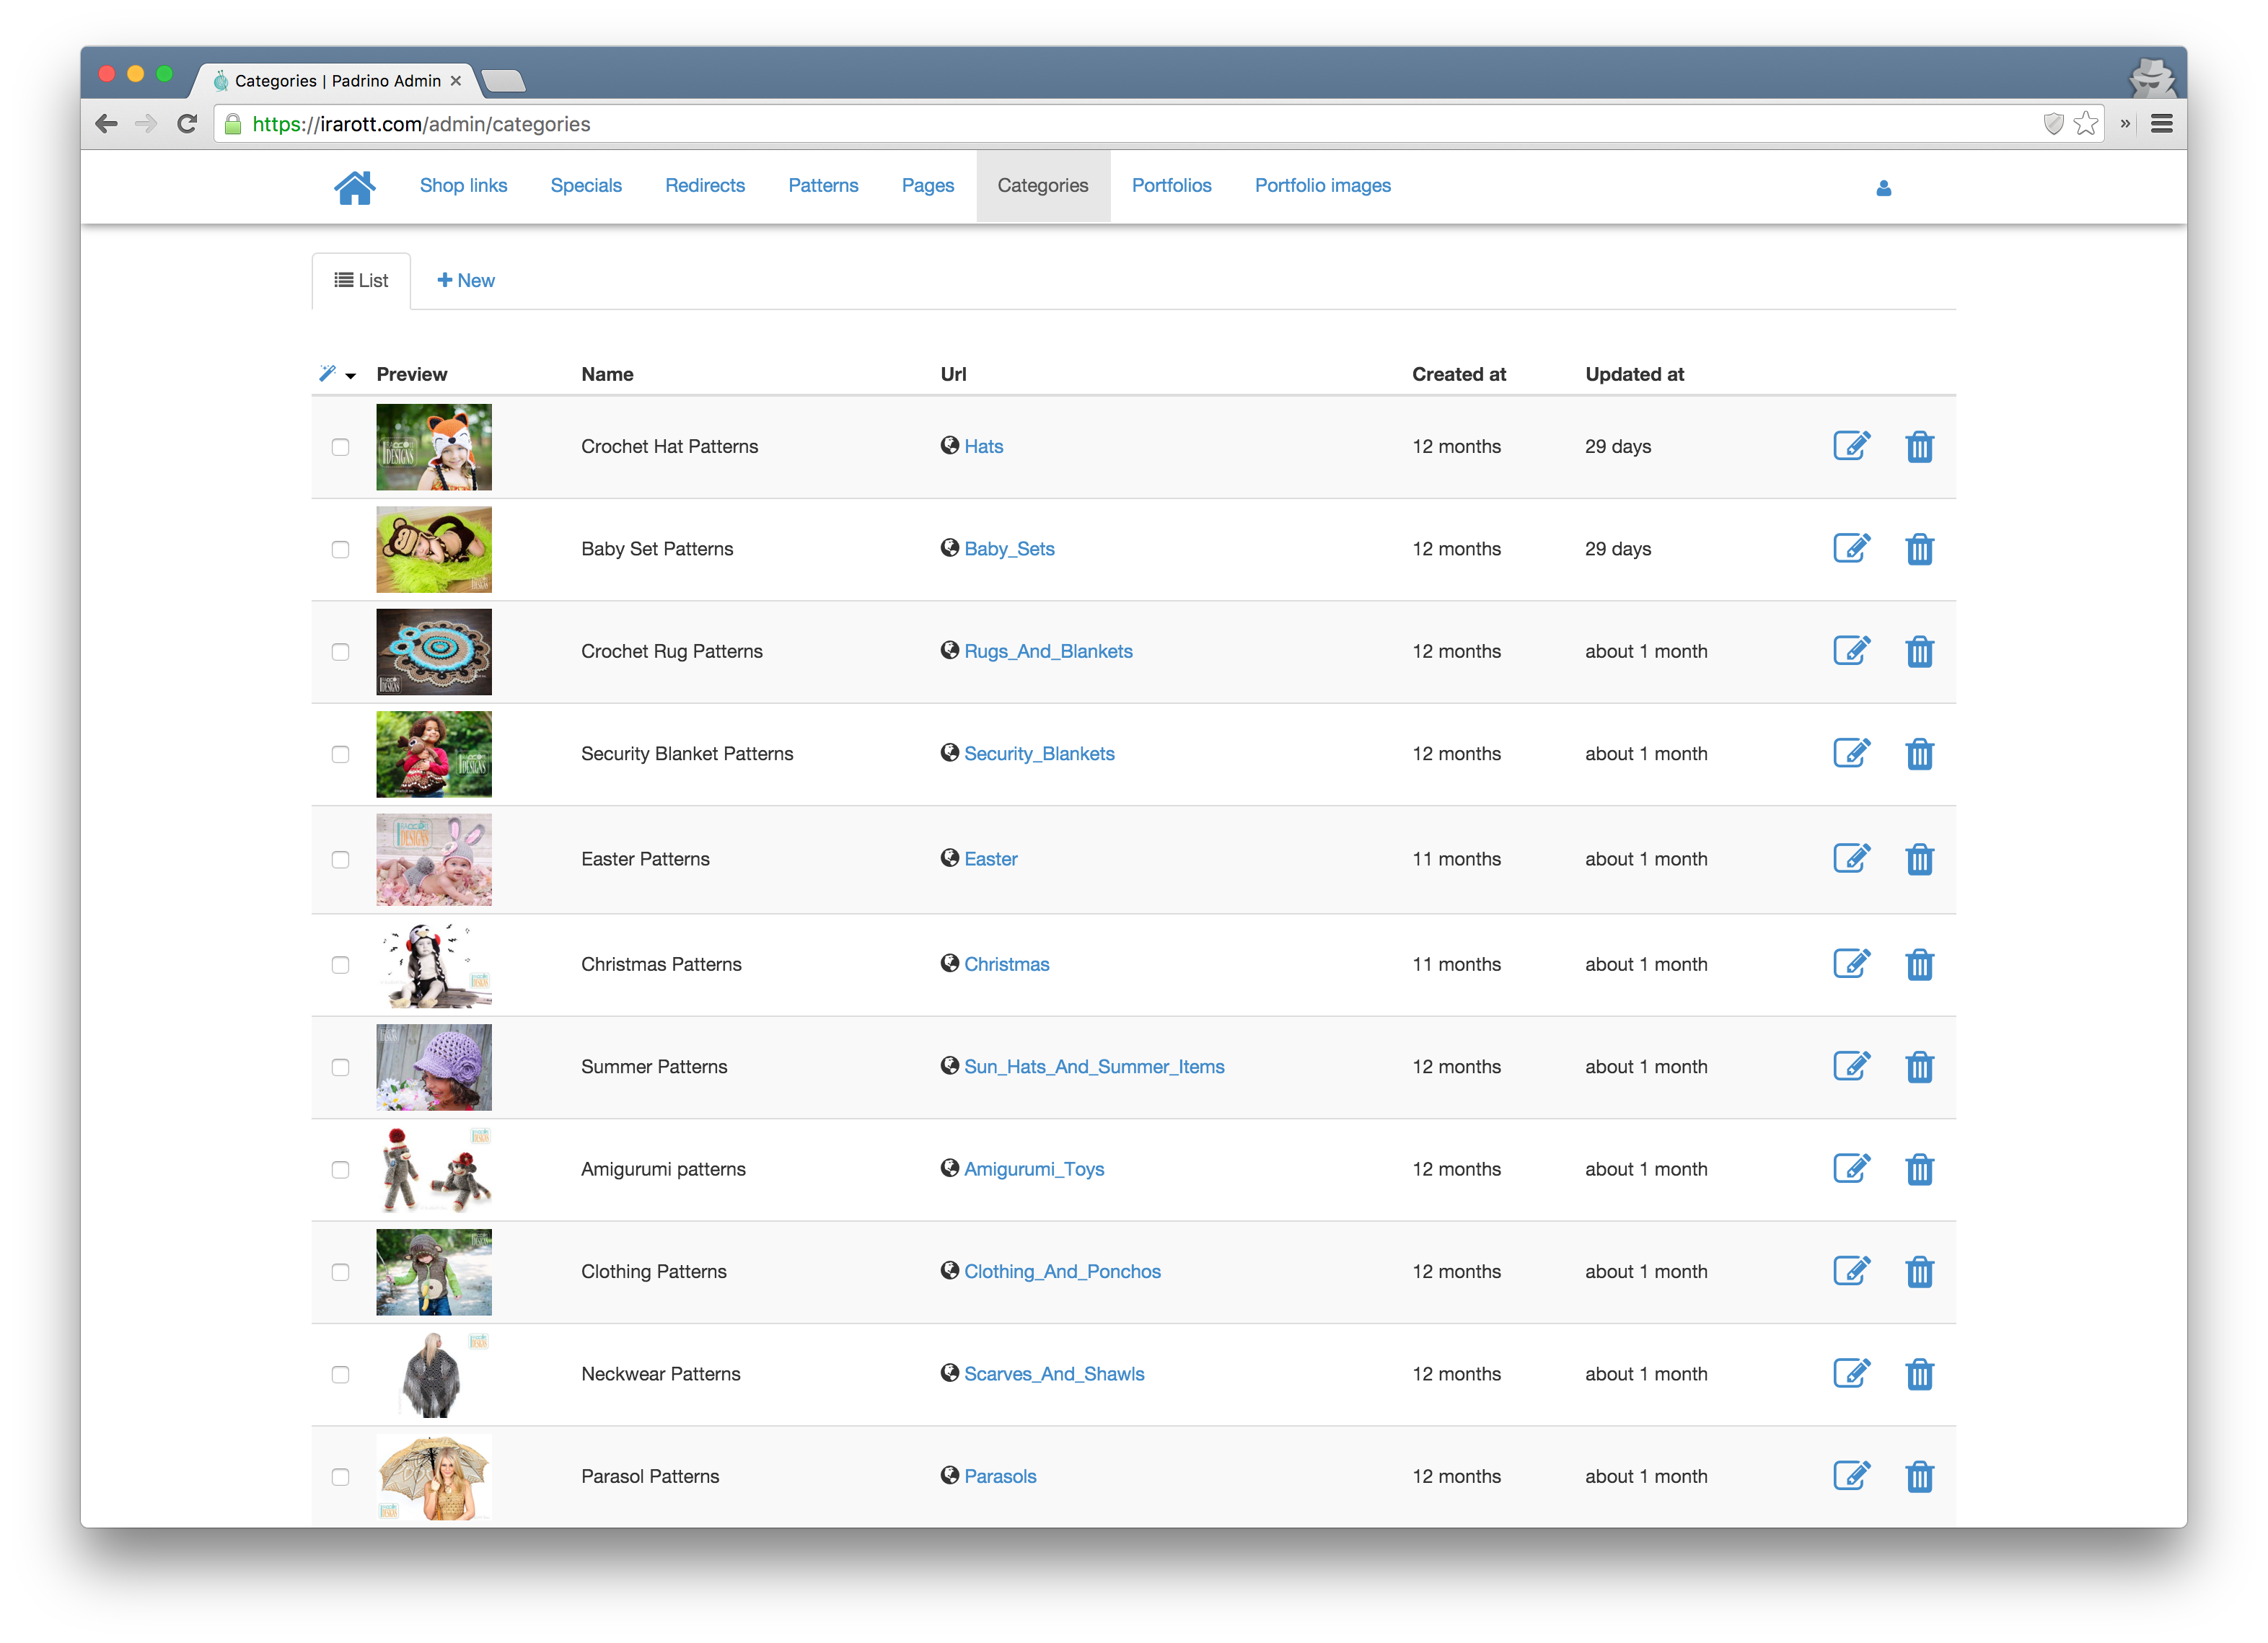 Categories | Padrino Admin
https://irarott.com/admin/categories
Shop links Specials Redirects Patterns Pages Categories Portfolios Portfolio images
List New
Preview Name Url Created at Updated at
Crochet Hat Patterns Hats 12 months 29 days
Baby Set Patterns Baby_Sets 12 months 29 days
Crochet Rug Patterns Rugs_And_Blankets 12 months about 1 month
Security Blanket Patterns Security_Blankets 12 months about 1 month
Easter Patterns Easter 11 months about 1 month
Christmas Patterns Christmas 11 months about 1 month
Summer Patterns Sun_Hats_And_Summer_Items 12 months about 1 month
Amigurumi patterns Amigurumi_Toys 12 months about 1 month
Clothing Patterns Clothing_And_Ponchos 12 months about 1 month
Neckwear Patterns Scarves_And_Shawls 12 months about 1 month
Parasol Patterns Parasols 12 months about 1 month